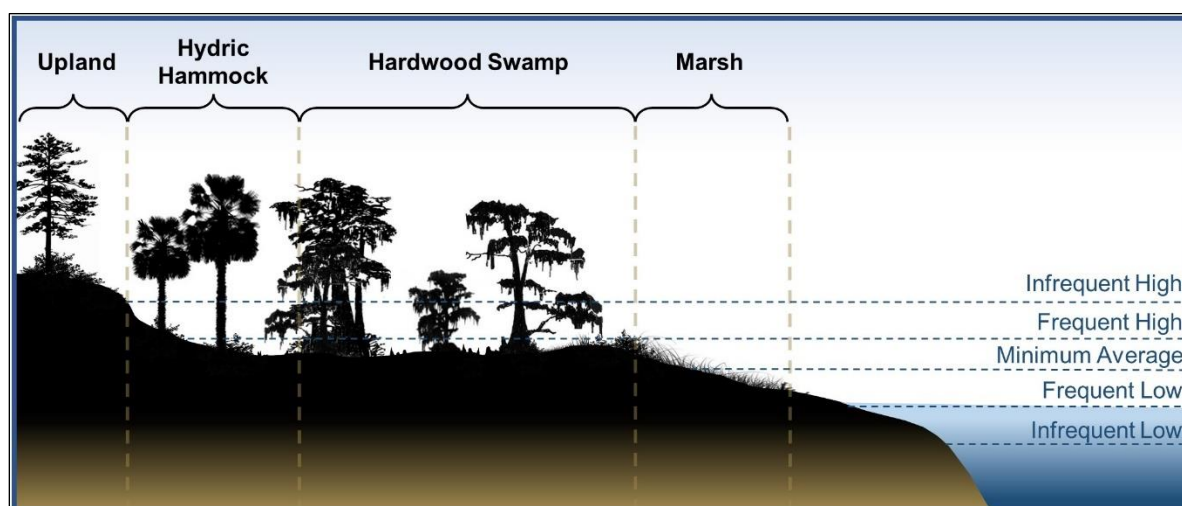 Upland
Hydric
Hammock
Hardwood Swamp
Marsh
Infrequent High
Frequent High
Minimum Average
Frequent Low
Infrequent Low